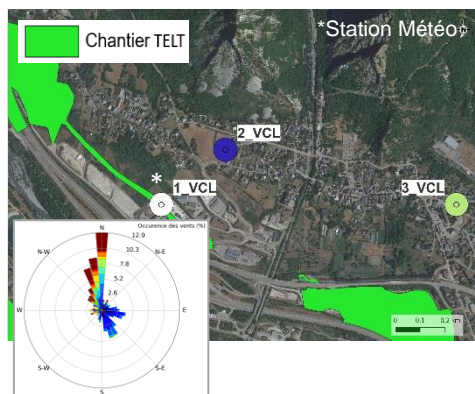 Chantier TELT
*Station Météo
2_VCL
*
1_VCL
3_VCL
Occurence des vents (%)
N
12.9
10.3
7.8
5.2
2.6
N-W
N-E
W
E
S-W
S-E
S
0 0.1 0.2 km